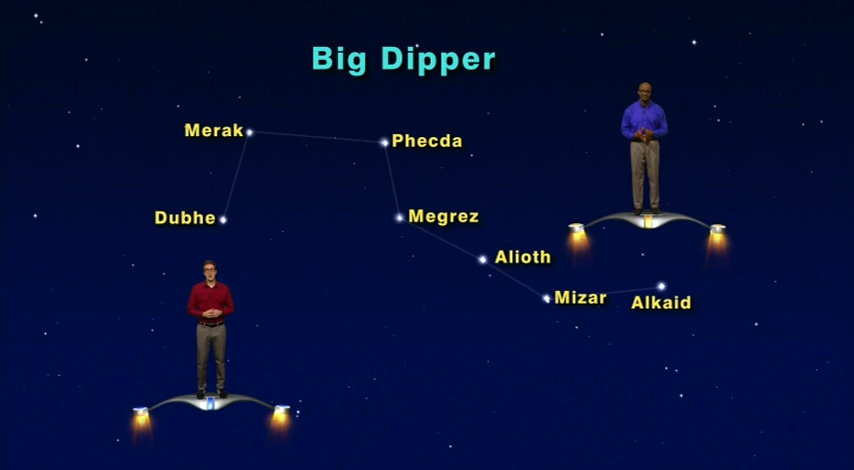 Big Dipper
Merak
Phecda
Dubhe
Megrez
Alioth
Mizar
Alkaid